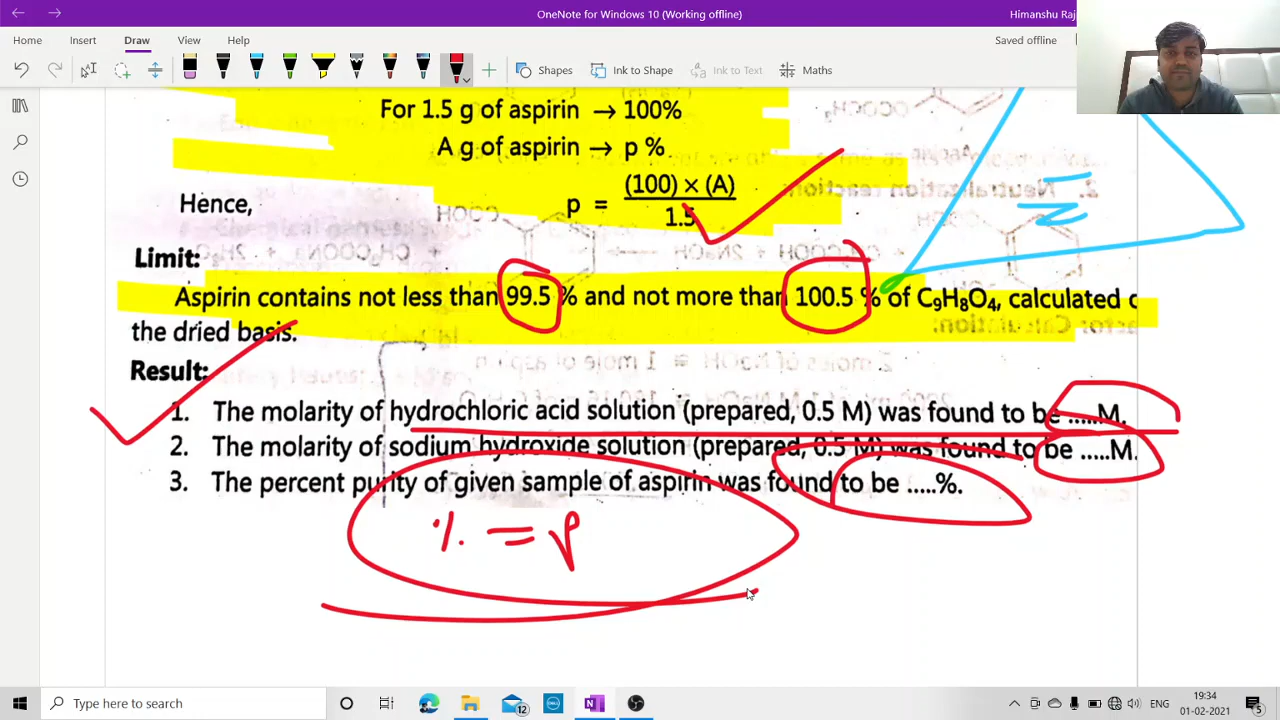 OneNote for Windows 10 (Working offline)
Himanshu Raj
Home Insert Draw View Help
Saved offline
Shapes Ink to Shape Ink to Text Maths
For 1.5 g of aspirin → 100%
A g of aspirin → p %
Hence, p = (100) × (A)
1.5
Limit:
Aspirin contains not less than 99.5 % and not more than 100.5 % of C₉H₈O₄, calculated
the dried basis.
Result:
1. The molarity of hydrochloric acid solution (prepared, 0.5 M) was found to be .....M.
2. The molarity of sodium hydroxide solution (prepared, 0.5 M) was found to be .....M.
3. The percent purity of given sample of aspirin was found to be .....%.
% = p
Type here to search
12
DELL
N
ENG
19:34
01-02-2021
5